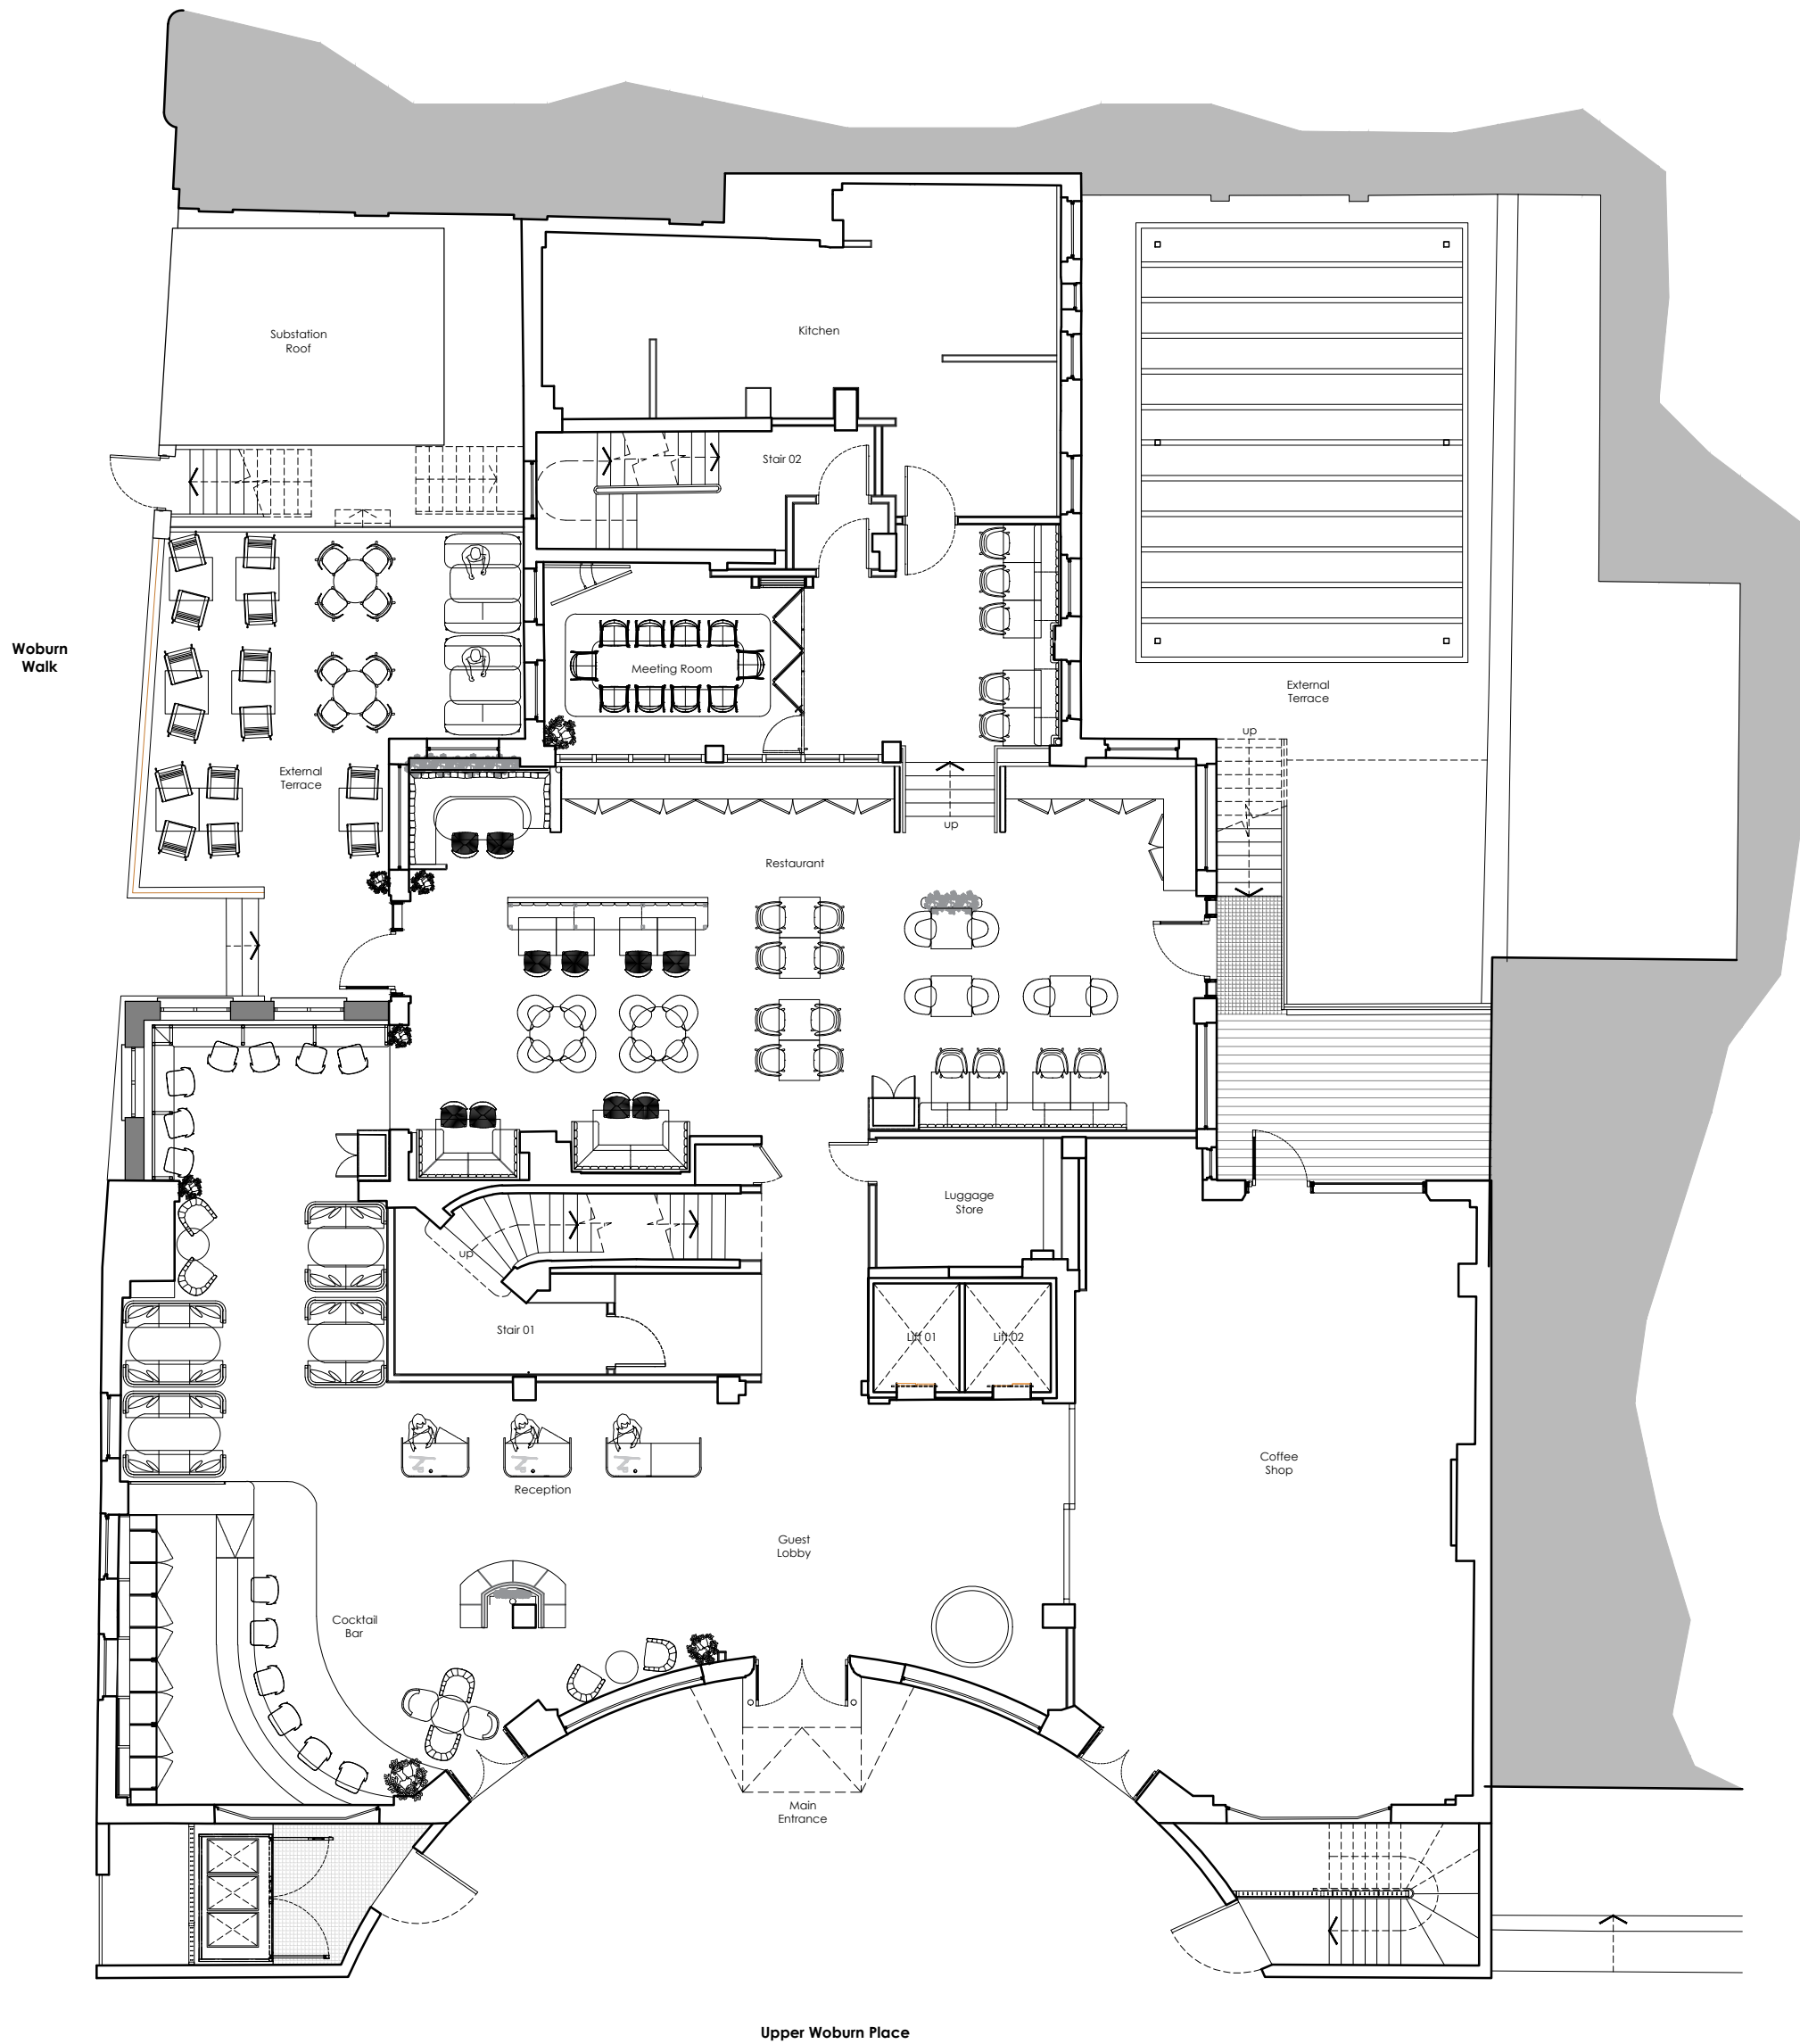 Substation
Roof
Kitchen
Stair 02
Woburn
Walk
Meeting Room
External
Terrace
up
External
Terrace
up
Restaurant
Luggage
Store
up
Stair 01
Lift 01
Lift 02
Coffee
Shop
Reception
Guest
Lobby
Cocktail
Bar
Main
Entrance
Upper Woburn Place